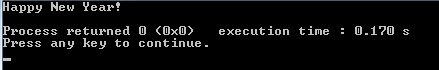 Happy New Year!
Process returned 0 (0x0)   execution time : 0.170 s
Press any key to continue.